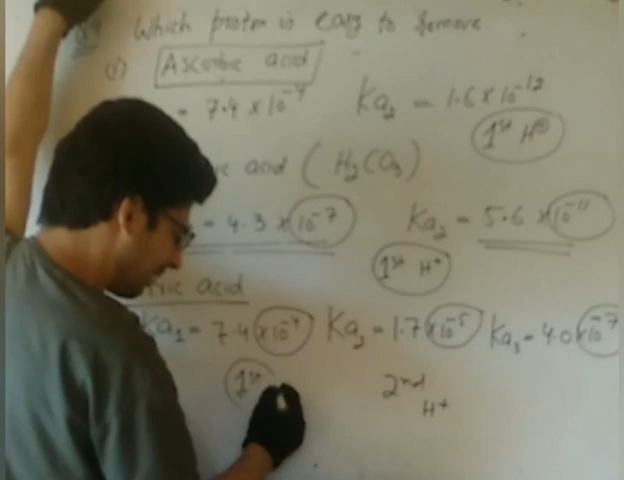 Which proton is easy to remove
(i) Ascorbic acid
= 7.4 × 10⁻⁴ Ka₂ = 1.6 × 10⁻¹²
1st H⊕
ic acid (H₂CO₃)
= 4.3 × 10⁻⁷ Ka₂ = 5.6 × 10⁻¹¹
1st H⁺
tric acid
Ka₁ = 7.4 × 10⁻⁴ Ka₂ = 1.7 × 10⁻⁵ Ka₃ = 4.0 × 10⁻⁷
1st 2nd
H⁺